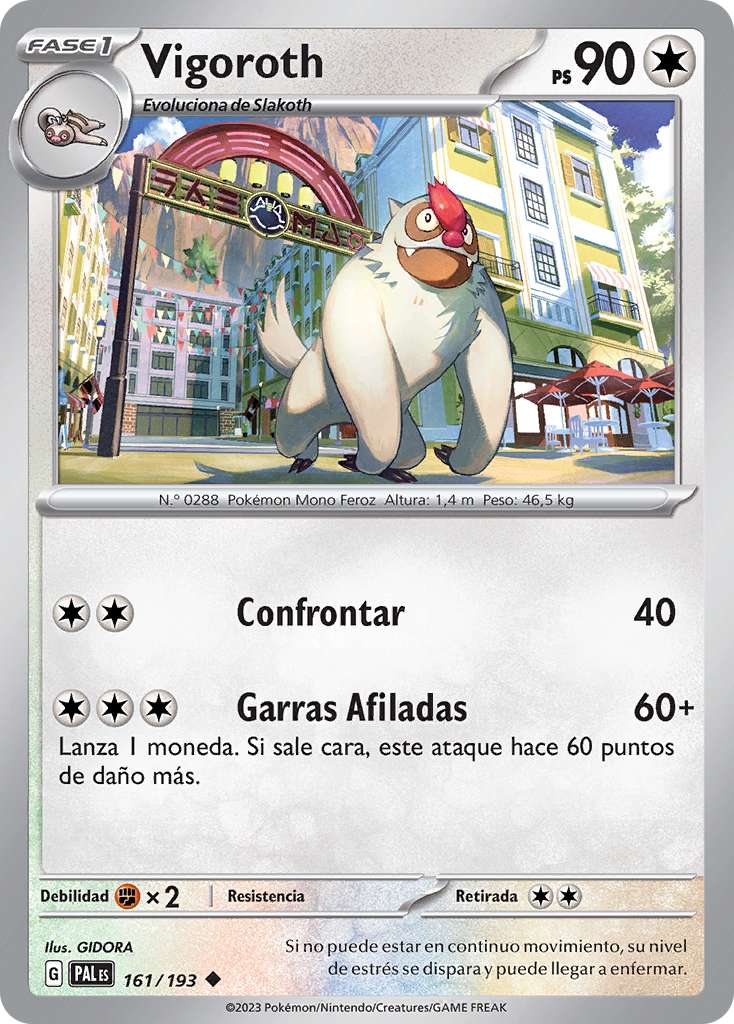 FASE 1
Vigoroth
PS 90
Evoluciona de Slakoth
N.º 0288 Pokémon Mono Feroz Altura: 1,4 m Peso: 46,5 kg
Confrontar 40
Garras Afiladas 60+
Lanza 1 moneda. Si sale cara, este ataque hace 60 puntos
de daño más.
Debilidad ×2 Resistencia Retirada
Ilus. GIDORA
Si no puede estar en continuo movimiento, su nivel
de estrés se dispara y puede llegar a enfermar.
G PAL ES 161/193
©2023 Pokémon/Nintendo/Creatures/GAME FREAK